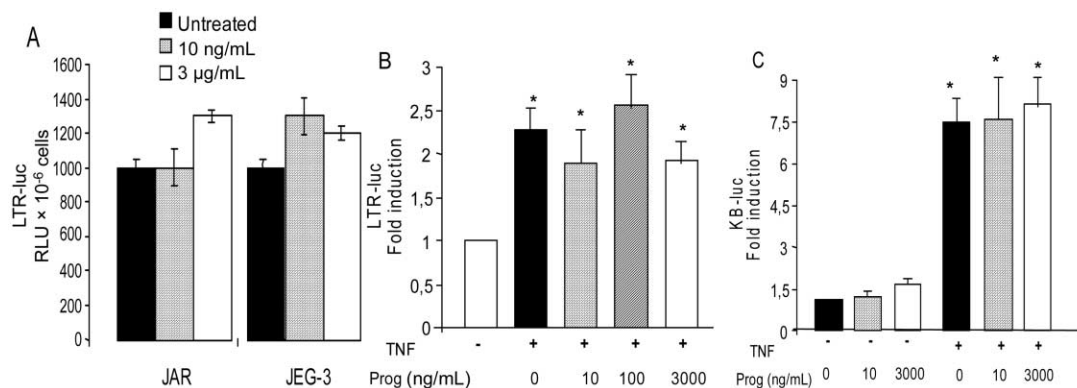 A
Untreated
10 ng/mL
3 µg/mL
LTR-luc
RLU × 10⁻⁶ cells
1600
1400
1200
1000
800
600
400
200
0
JAR
JEG-3
B
LTR-luc
Fold induction
3
2,5
2
1,5
1
0,5
0
* * * *
TNF - + + + +
Prog (ng/mL) 0 10 100 3000
C
KB-luc
Fold induction
9
7,5
6
4,5
3
1,5
0
* * *
TNF - - - + + +
Prog (ng/mL) 0 10 3000 0 10 3000